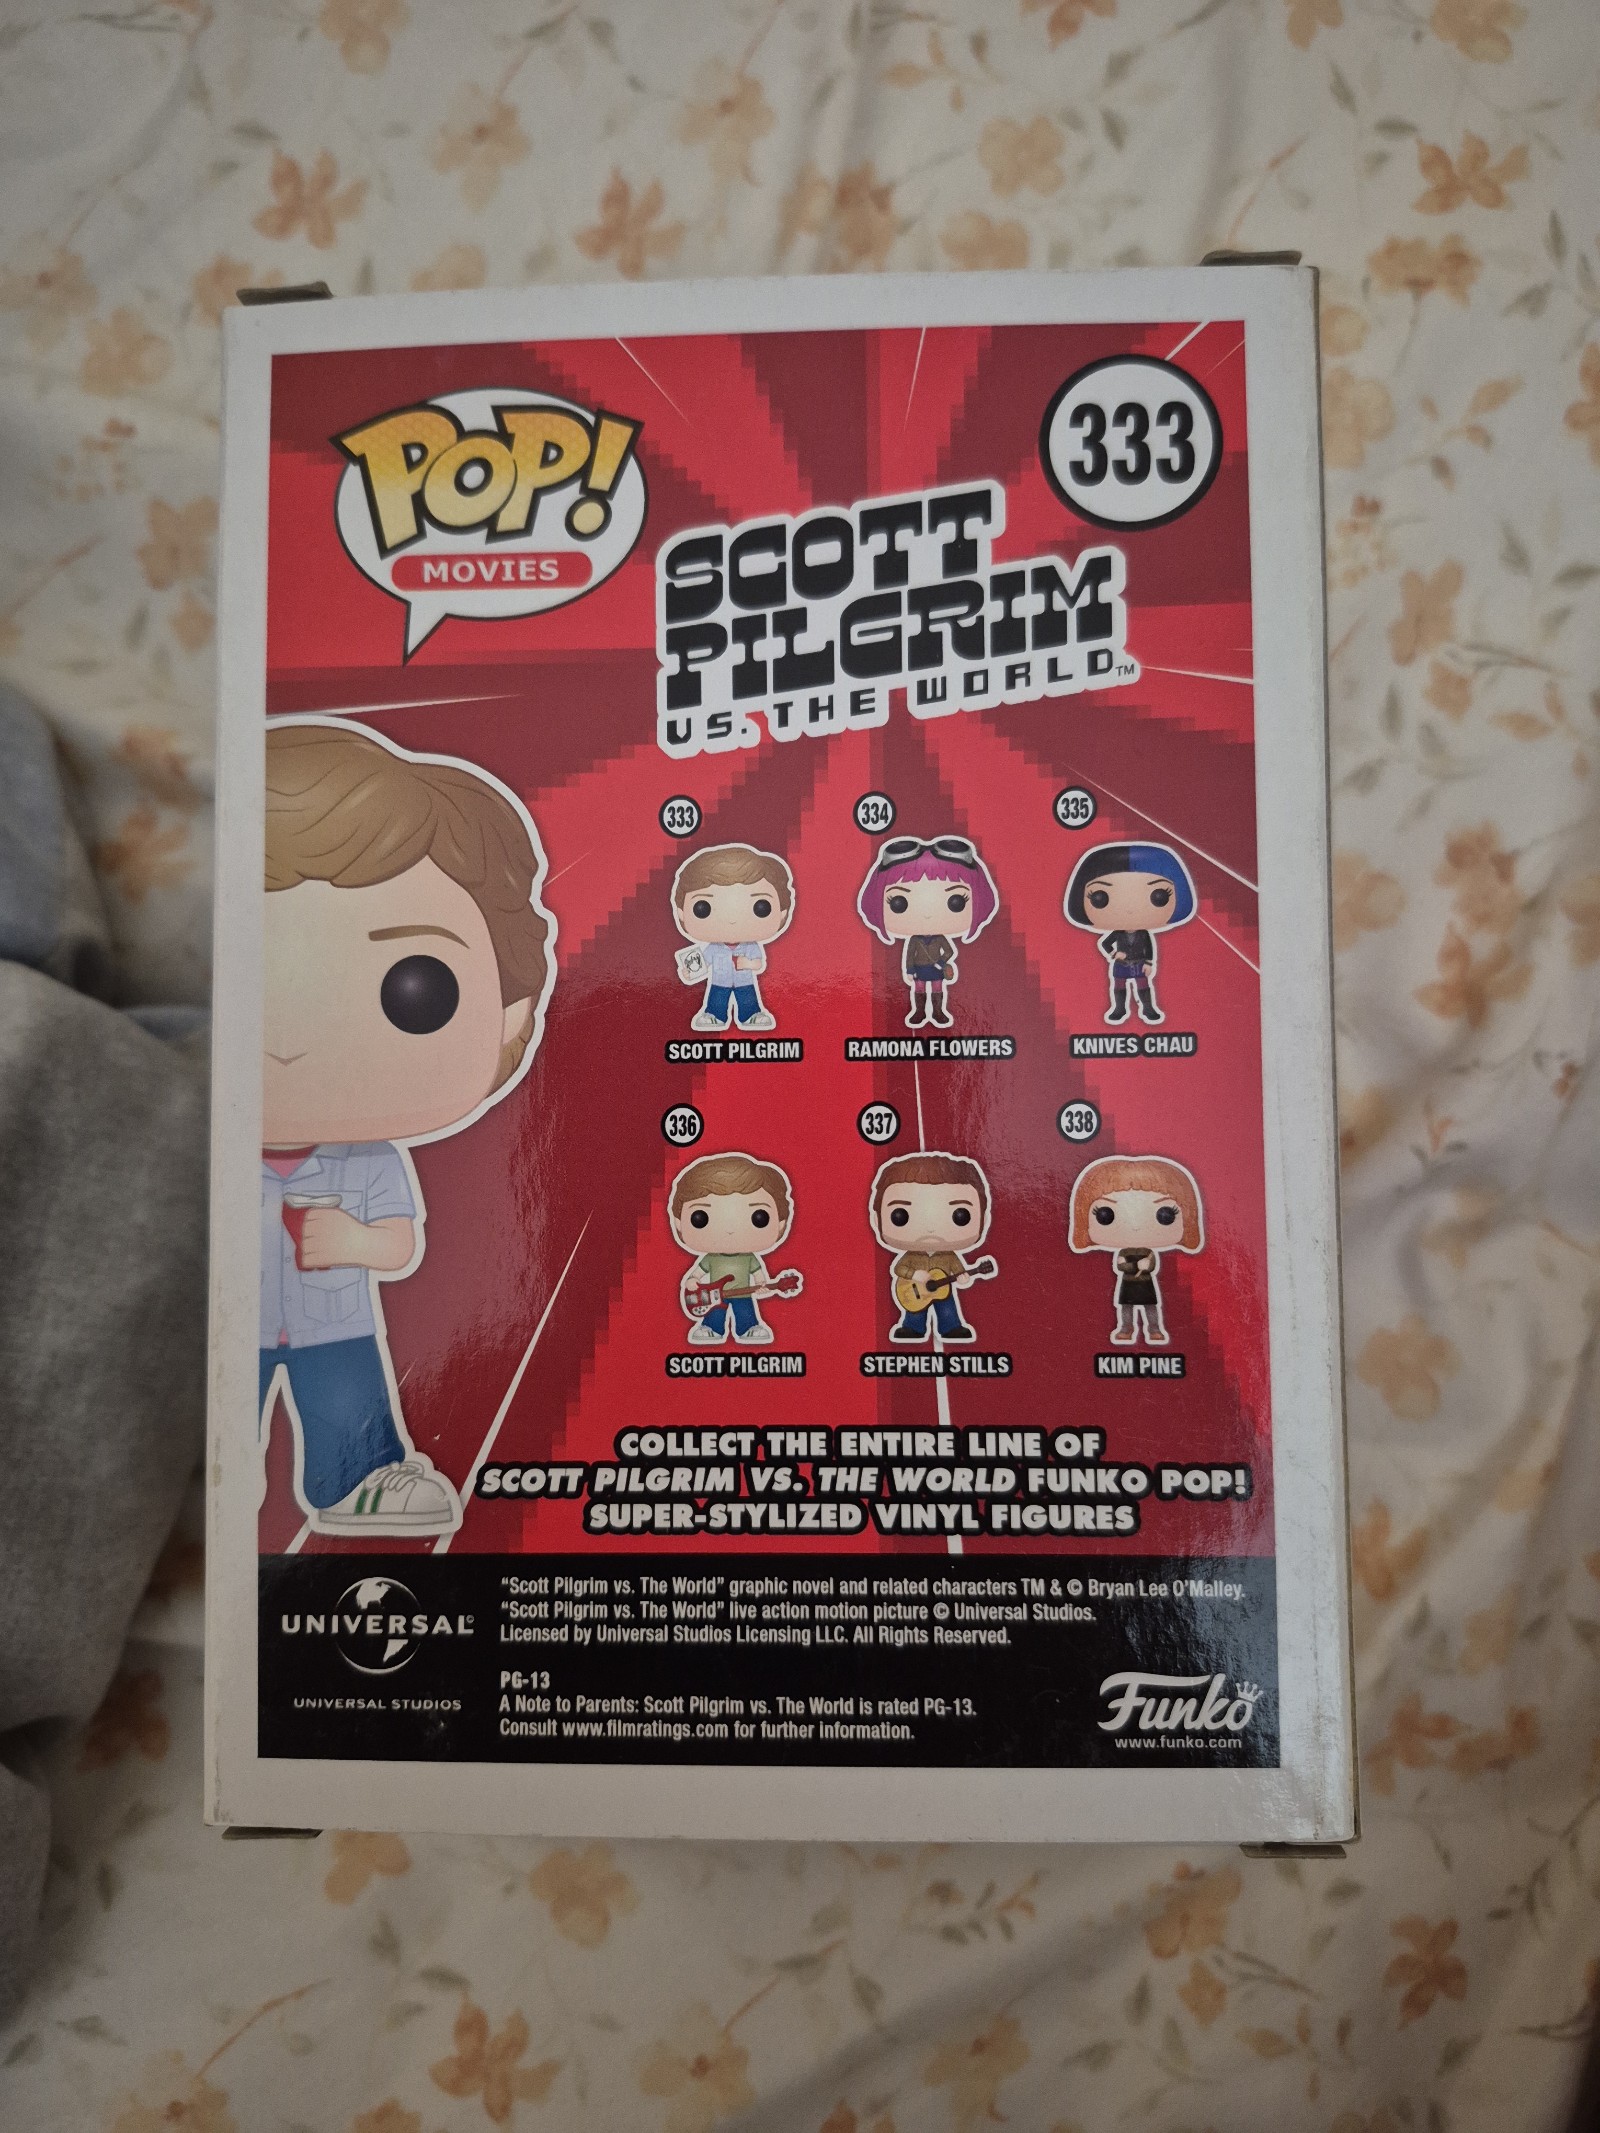 POP!
MOVIES
333
SCOTT
PILGRIM
VS. THE WORLD™
333
334
335
SCOTT PILGRIM
RAMONA FLOWERS
KNIVES CHAU
336
337
338
SCOTT PILGRIM
STEPHEN STILLS
KIM PINE
COLLECT THE ENTIRE LINE OF
SCOTT PILGRIM VS. THE WORLD FUNKO POP!
SUPER-STYLIZED VINYL FIGURES
UNIVERSAL©
UNIVERSAL STUDIOS
"Scott Pilgrim vs. The World" graphic novel and related characters TM & © Bryan Lee O'Malley.
"Scott Pilgrim vs. The World" live action motion picture © Universal Studios.
Licensed by Universal Studios Licensing LLC. All Rights Reserved.
PG-13
A Note to Parents: Scott Pilgrim vs. The World is rated PG-13.
Consult www.filmratings.com for further information.
Funko
www.funko.com